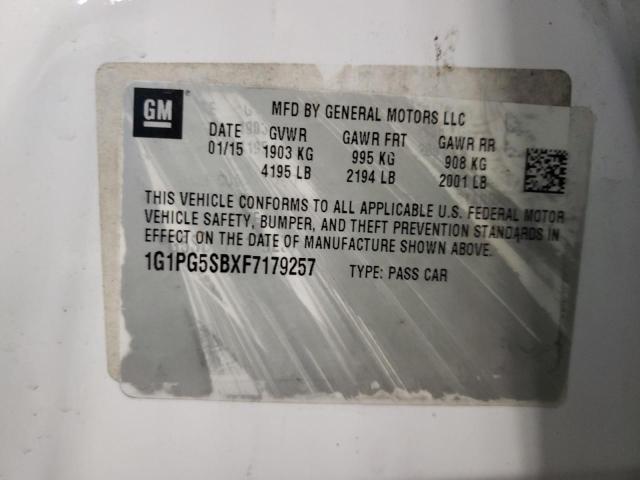 GM
MFD BY GENERAL MOTORS LLC
DATE GVWR GAWR FRT GAWR RR
01/15 1903 KG 995 KG 908 KG
4195 LB 2194 LB 2001 LB
THIS VEHICLE CONFORMS TO ALL APPLICABLE U.S. FEDERAL MOTOR
VEHICLE SAFETY, BUMPER, AND THEFT PREVENTION STANDARDS IN
EFFECT ON THE DATE OF MANUFACTURE SHOWN ABOVE.
1G1PG5SBXF7179257 TYPE: PASS CAR